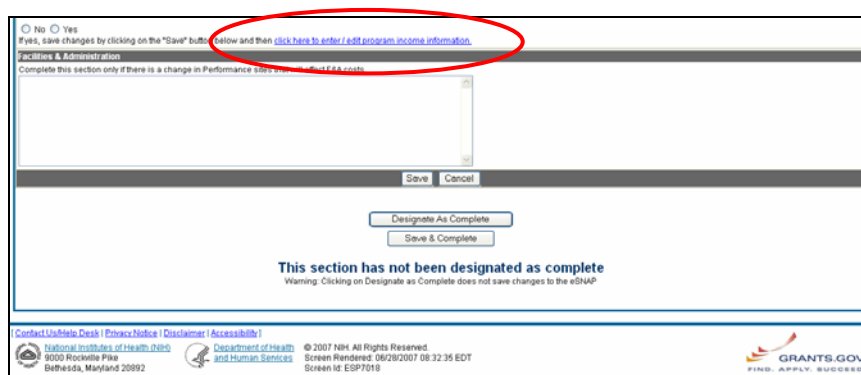 No Yes
If yes, save changes by clicking on the "Save" button below and then click here to enter / edit program income information.
Facilities & Administration
Complete this section only if there is a change in Performance sites that will effect F&A costs.
Save Cancel
Designate As Complete
Save & Complete
This section has not been designated as complete
Warning: Clicking on Designate as Complete does not save changes to the eSNAP
[ Contact Us/Help Desk | Privacy Notice | Disclaimer | Accessibility ]
National Institutes of Health (NIH)
9000 Rockville Pike
Bethesda, Maryland 20892
Department of Health
and Human Services
© 2007 NIH. All Rights Reserved.
Screen Rendered: 06/28/2007 08:32:35 EDT
Screen Id: ESP7018
GRANTS.GOV
FIND. APPLY. SUCCEED